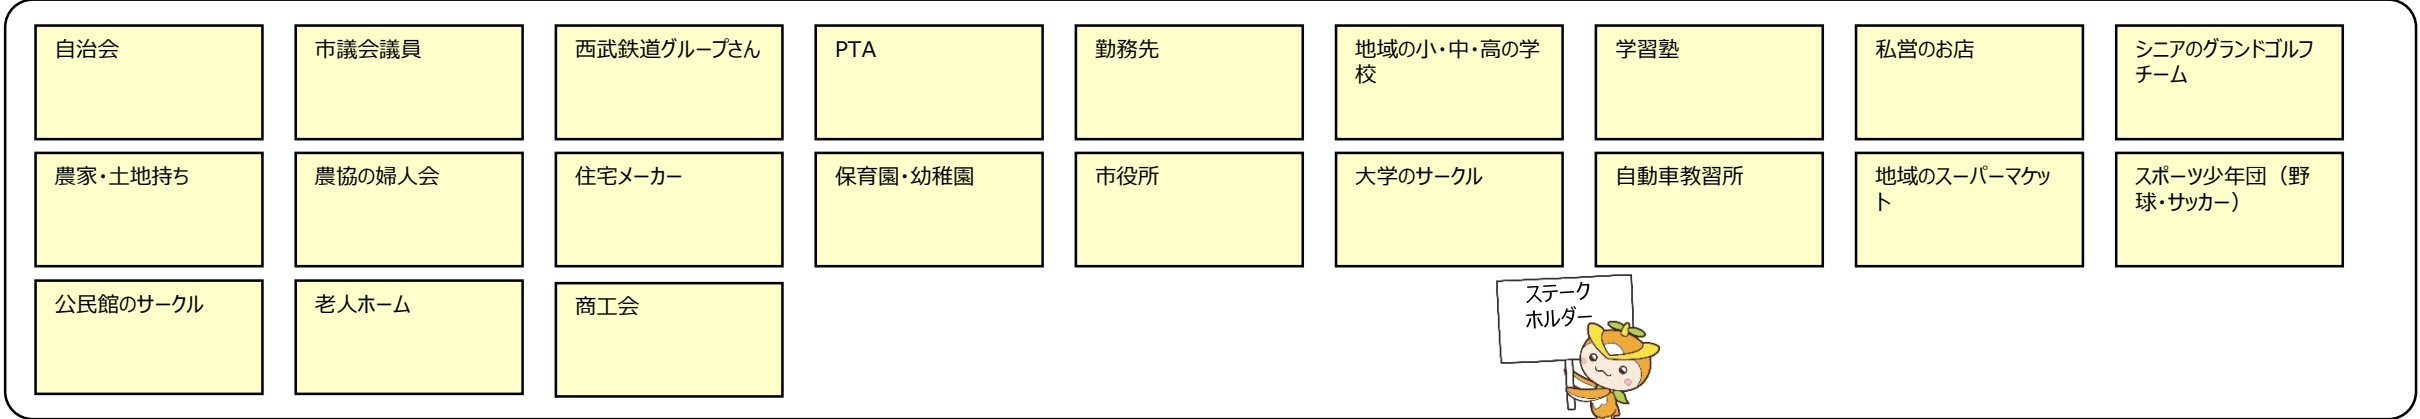 自治会
市議会議員
西武鉄道グループさん
PTA
勤務先
地域の小・中・高の学
校
学習塾
私営のお店
シニアのグランドゴルフ
チーム
農家・土地持ち
農協の婦人会
住宅メーカー
保育園・幼稚園
市役所
大学のサークル
自動車教習所
地域のスーパーマケッ
ト
スポーツ少年団（野
球・サッカー）
公民館のサークル
老人ホーム
商工会
ステーク
ホルダー